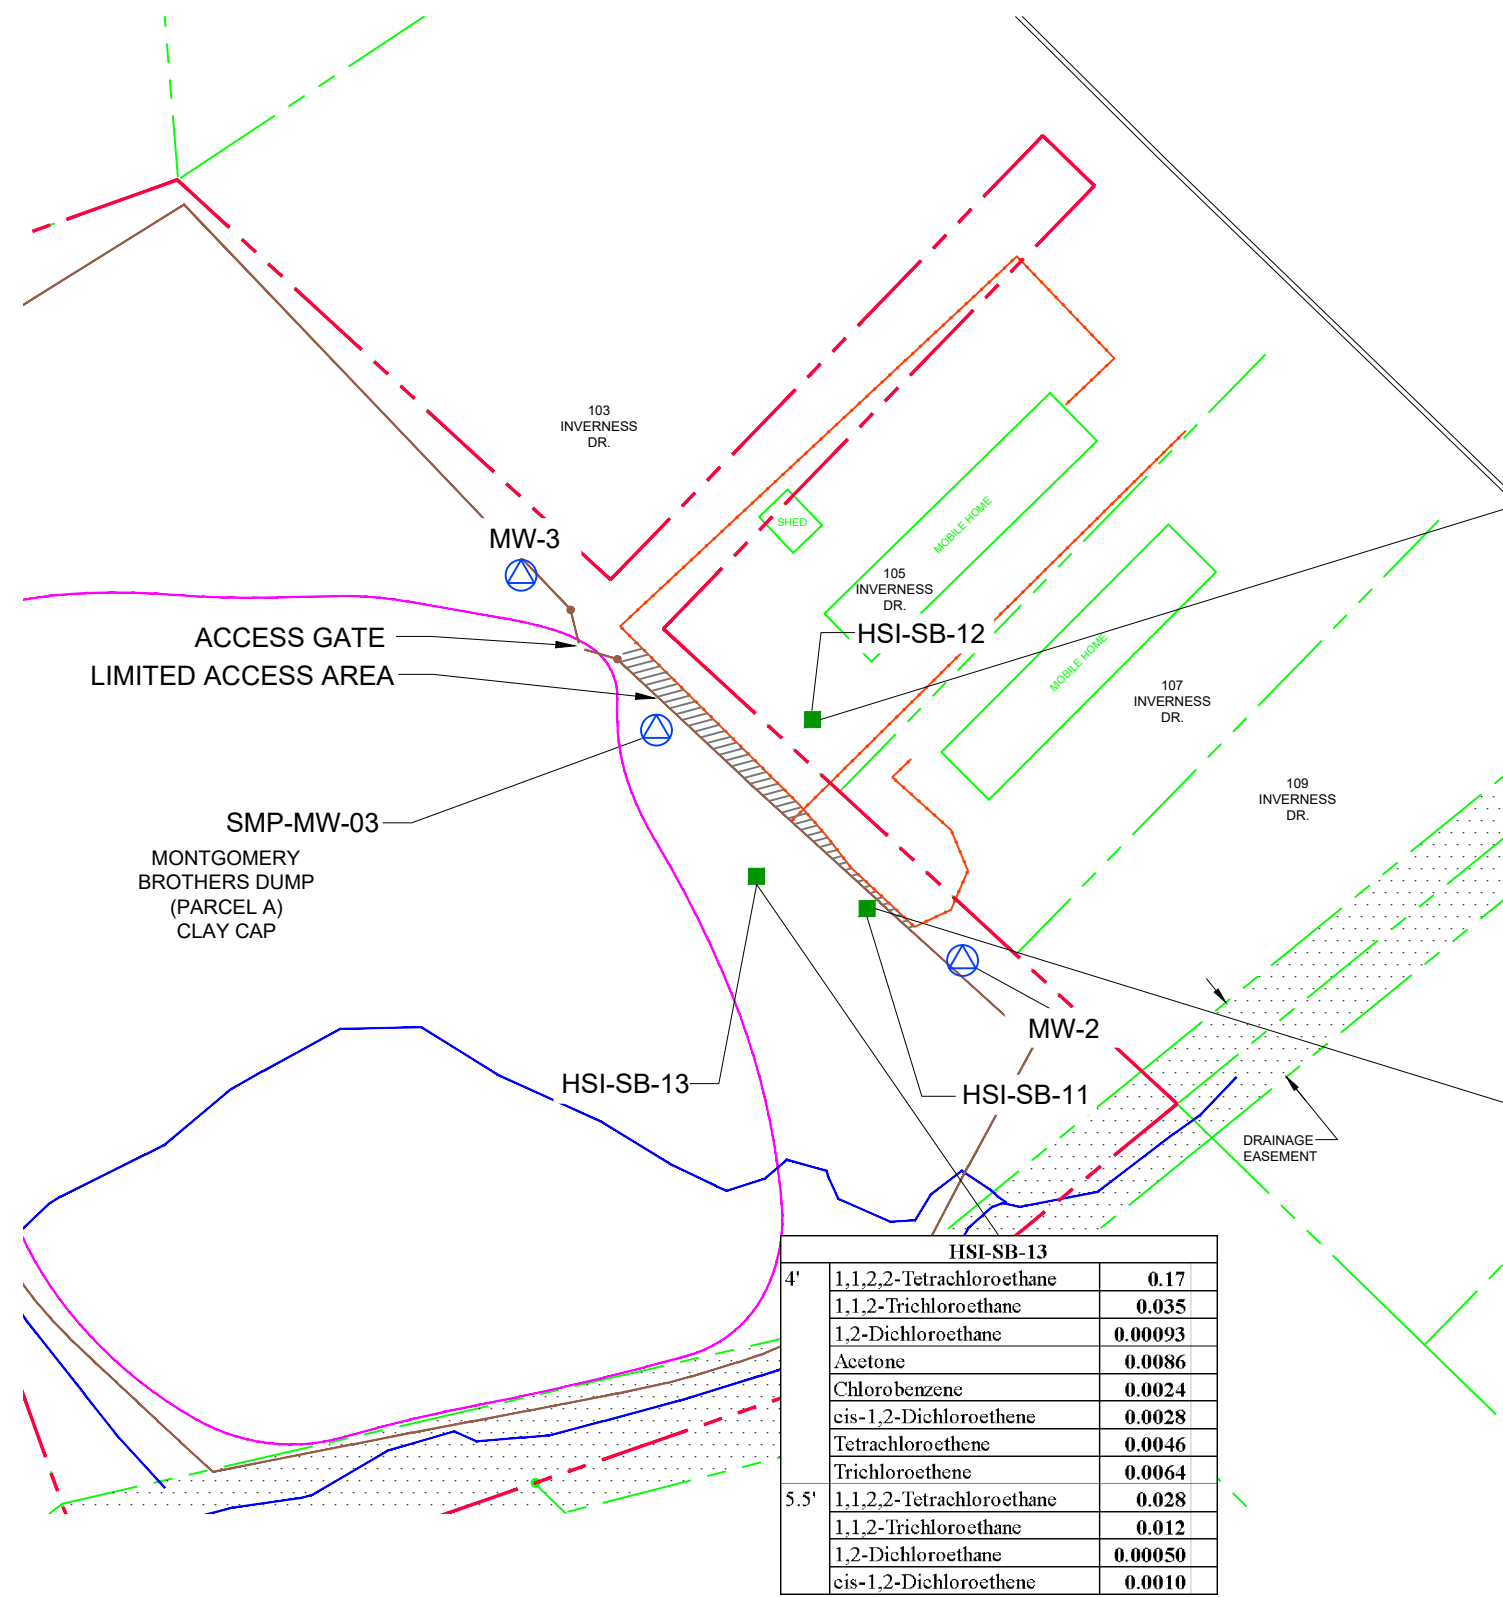 103
INVERNESS
DR.
MW-3
SHED
MOBILE HOME
105
INVERNESS
DR.
ACCESS GATE
HSI-SB-12
LIMITED ACCESS AREA
MOBILE HOME
107
INVERNESS
DR.
109
INVERNESS
DR.
SMP-MW-03
MONTGOMERY
BROTHERS DUMP
(PARCEL A)
CLAY CAP
MW-2
HSI-SB-13
HSI-SB-11
DRAINAGE
EASEMENT
HSI-SB-13
4' 1,1,2,2-Tetrachloroethane 0.17
1,1,2-Trichloroethane 0.035
1,2-Dichloroethane 0.00093
Acetone 0.0086
Chlorobenzene 0.0024
cis-1,2-Dichloroethene 0.0028
Tetrachloroethene 0.0046
Trichloroethene 0.0064
5.5' 1,1,2,2-Tetrachloroethane 0.028
1,1,2-Trichloroethane 0.012
1,2-Dichloroethane 0.00050
cis-1,2-Dichloroethene 0.0010